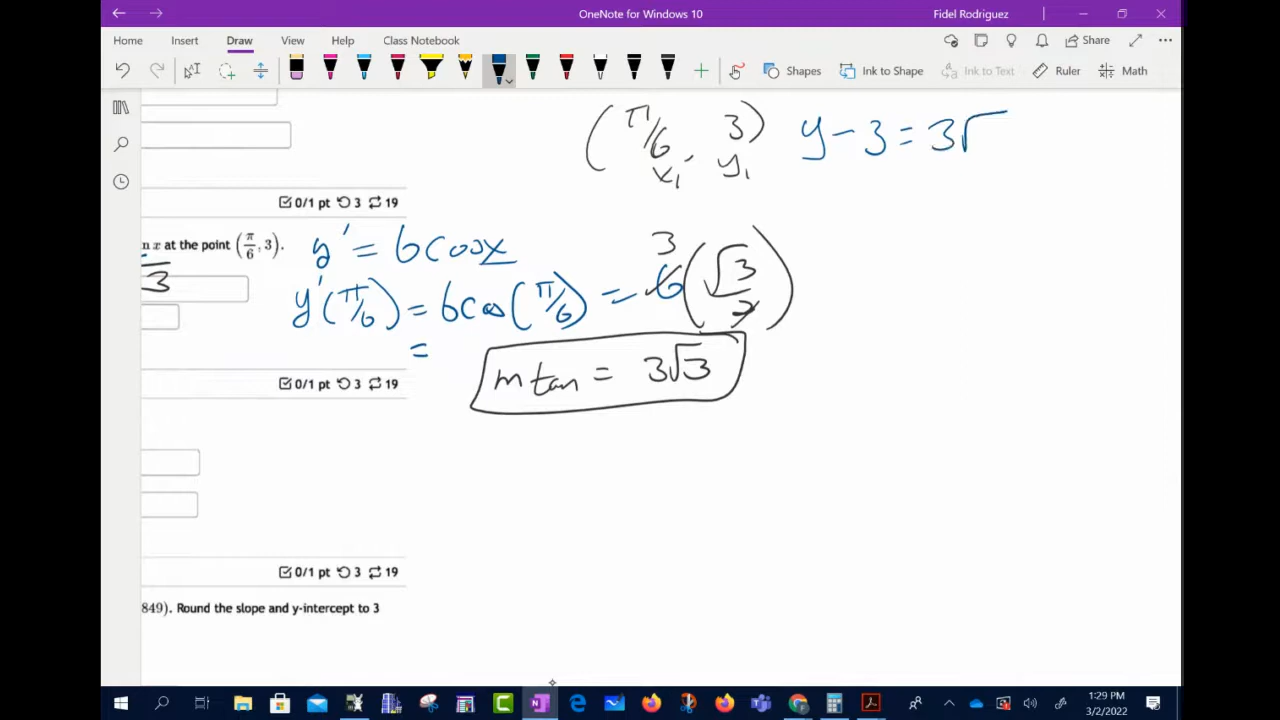 OneNote for Windows 10
Fidel Rodriguez
Home Insert Draw View Help Class Notebook
Share
Shapes Ink to Shape Ink to Text Ruler Math
(π/6, 3) y - 3 = 3√
x₁ y₁
0/1 pt 3 19
n x at the point (π/6, 3). y' = 6cosx
3
y'(π/6) = 6cos(π/6) = 6(√3/2)
3
=
m tan = 3√3
0/1 pt 3 19
0/1 pt 3 19
849). Round the slope and y-intercept to 3
1:29 PM
3/2/2022